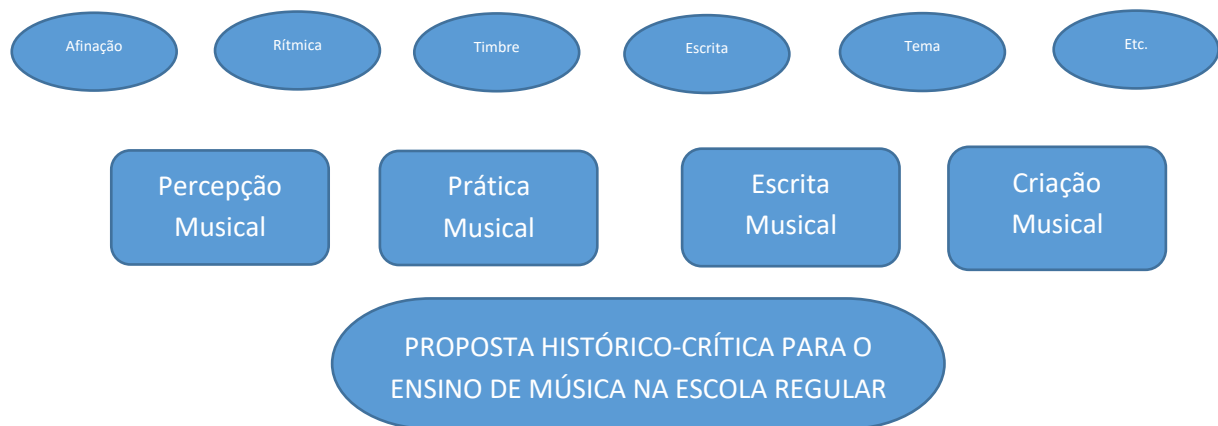 Afinação
Rítmica
Timbre
Escrita
Tema
Etc.
Percepção
Musical
Prática
Musical
Escrita
Musical
Criação
Musical
PROPOSTA HISTÓRICO-CRÍTICA PARA O
ENSINO DE MÚSICA NA ESCOLA REGULAR